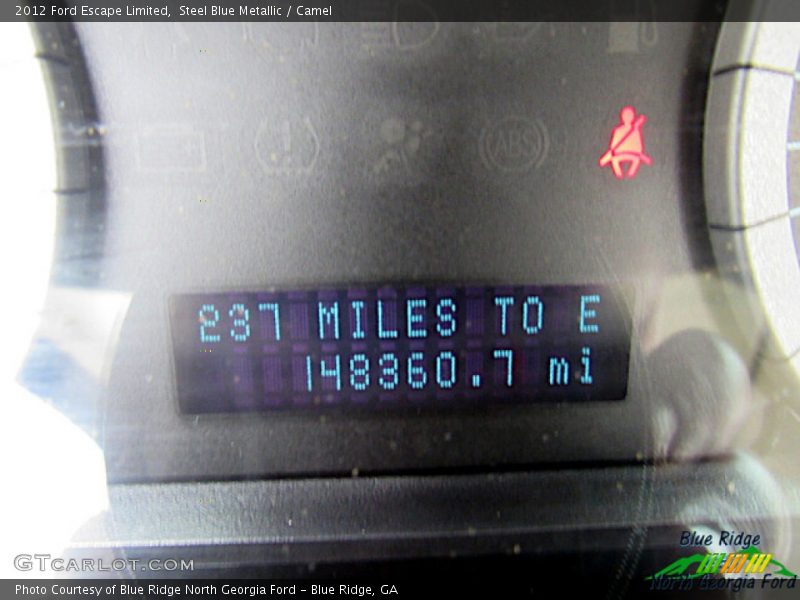 2012 Ford Escape Limited,  Steel Blue Metallic / Camel
ABS
237 MILES TO E
148360.7 mi
GTCARLOT.COM
Blue Ridge
North Georgia Ford
Photo Courtesy of Blue Ridge North Georgia Ford – Blue Ridge, GA